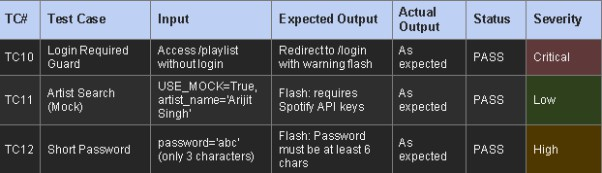 TC# Test Case Input Expected Output Actual Output Status Severity
TC10 Login Required Guard Access /playlist without login Redirect to /login with warning flash As expected PASS Critical
TC11 Artist Search (Mock) USE_MOCK=True, artist_name='Arijit Singh' Flash: requires Spotify API keys As expected PASS Low
TC12 Short Password password='abc' (only 3 characters) Flash: Password must be at least 6 chars As expected PASS High